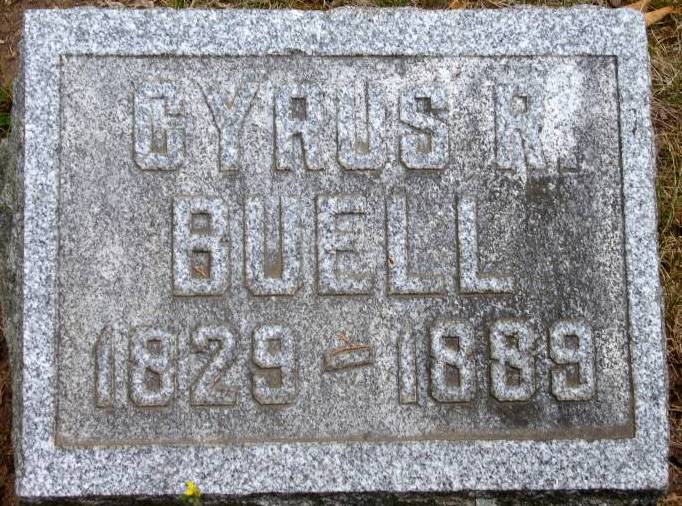 CYRUS R.
BUELL
1829 – 1889